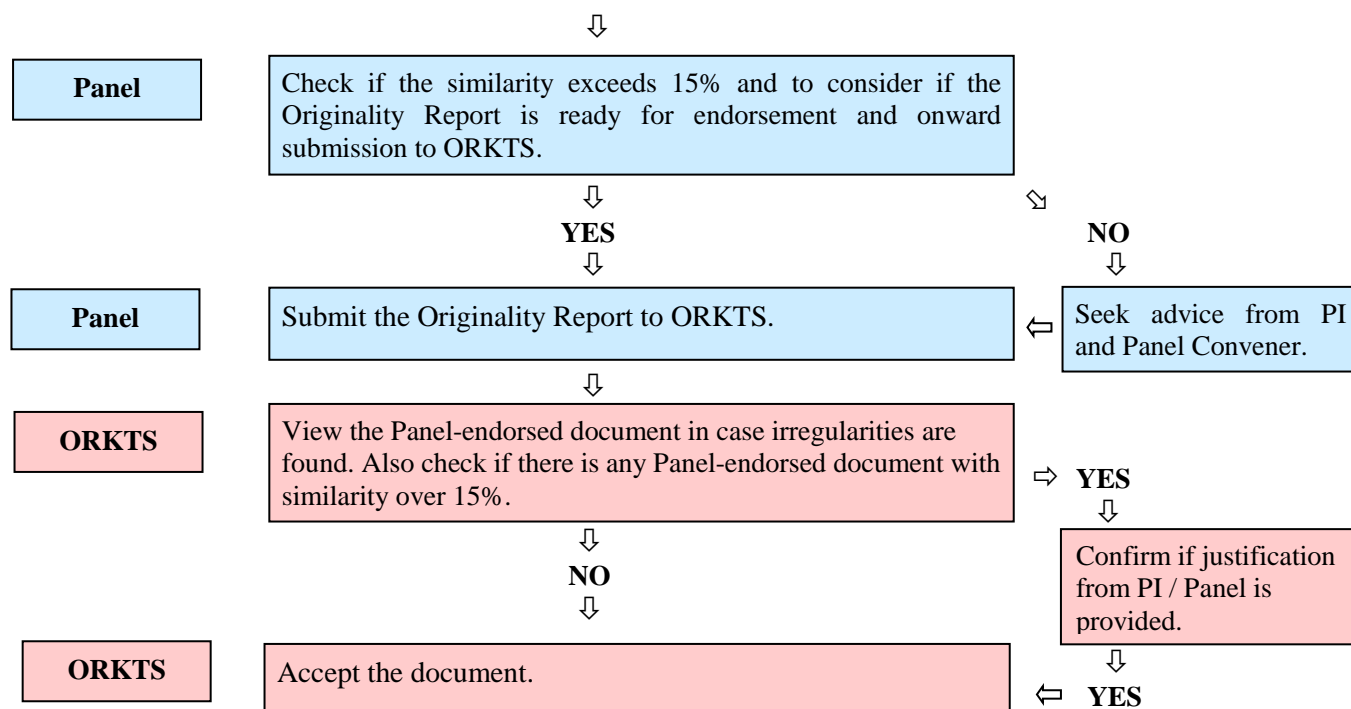 Panel
Check if the similarity exceeds 15% and to consider if the
Originality Report is ready for endorsement and onward
submission to ORKTS.
YES
NO
Panel
Submit the Originality Report to ORKTS.
Seek advice from PI
and Panel Convener.
ORKTS
View the Panel-endorsed document in case irregularities are
found. Also check if there is any Panel-endorsed document with
similarity over 15%.
YES
NO
Confirm if justification
from PI / Panel is
provided.
ORKTS
Accept the document.
YES